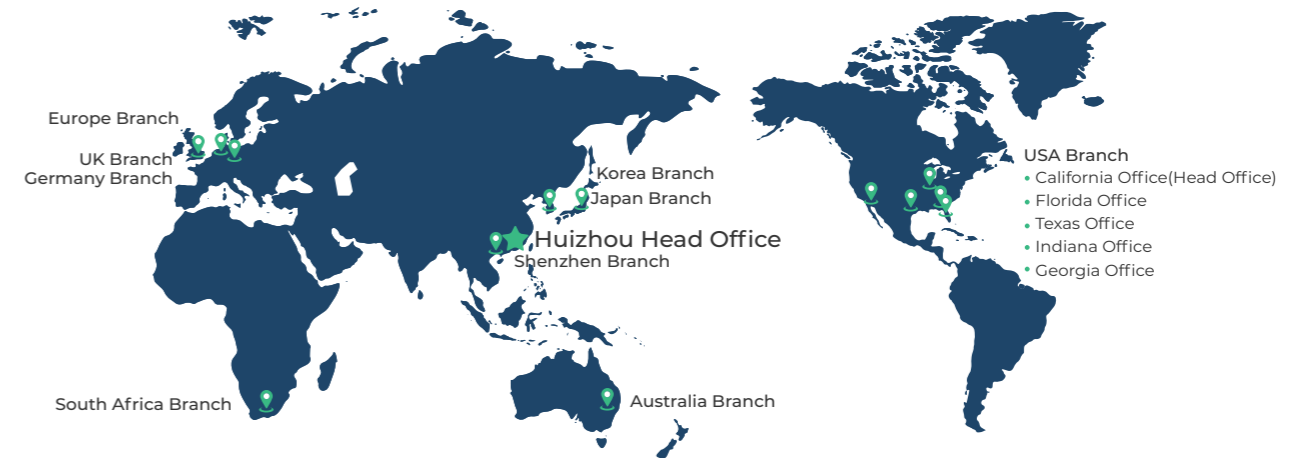 Europe Branch
UK Branch
Germany Branch
Korea Branch
Japan Branch
Huizhou Head Office
Shenzhen Branch
South Africa Branch
Australia Branch
USA Branch
California Office(Head Office)
Florida Office
Texas Office
Indiana Office
Georgia Office